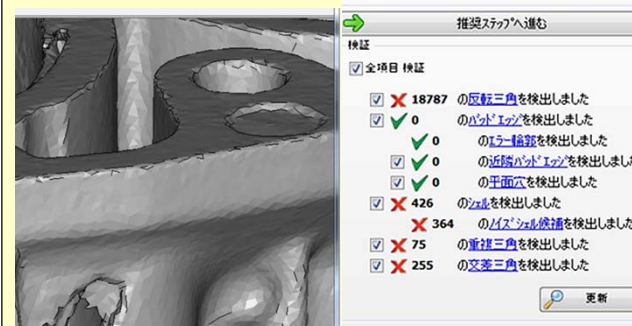 推奨ステップへ進む
検証
全項目 検証
18787 の反転三角を検出しました
0 のバッドエッジを検出しました
0 のエラー輪郭を検出しました
0 の近隣バッドエッジを検出しまし
0 の平面穴を検出しました
426 のシェルを検出しました
364 のノイズシェル候補を検出しました
75 の重複三角を検出しました
255 の交差三角を検出しました
更新